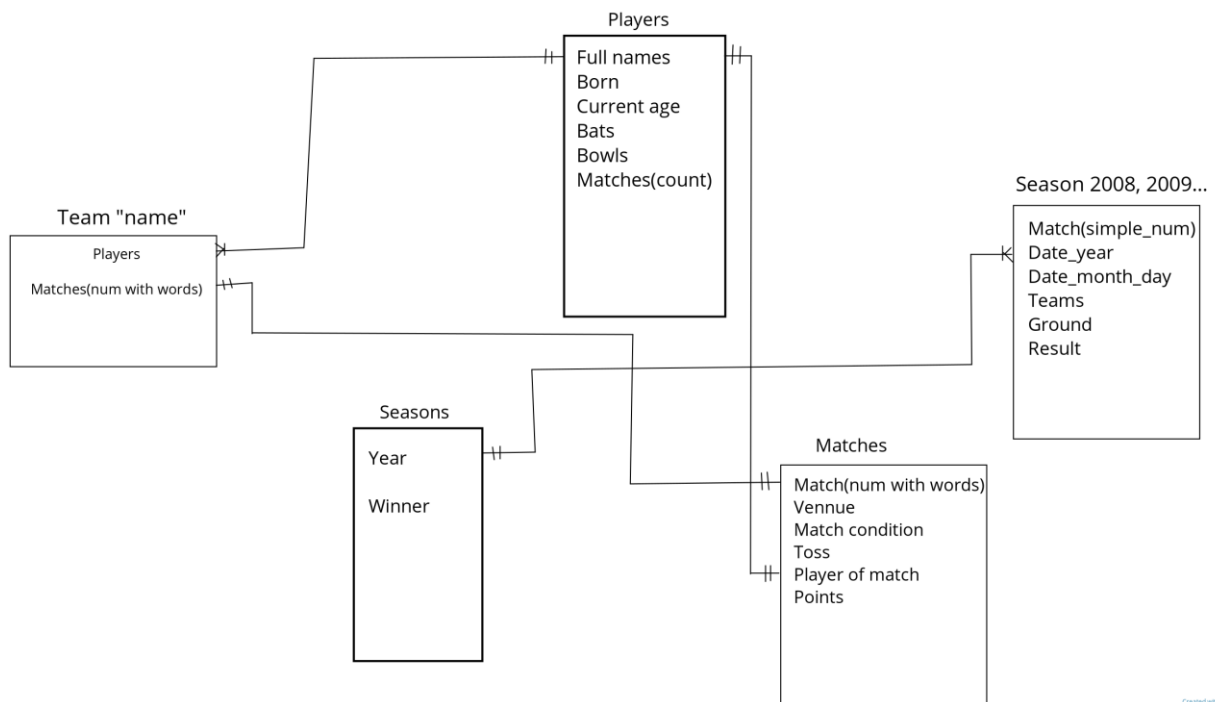 Players
Full names
Born
Current age
Bats
Bowls
Matches(count)
Team "name"
Players
Matches(num with words)
Season 2008, 2009...
Match(simple_num)
Date_year
Date_month_day
Teams
Ground
Result
Seasons
Year
Winner
Matches
Match(num with words)
Vennue
Match condition
Toss
Player of match
Points